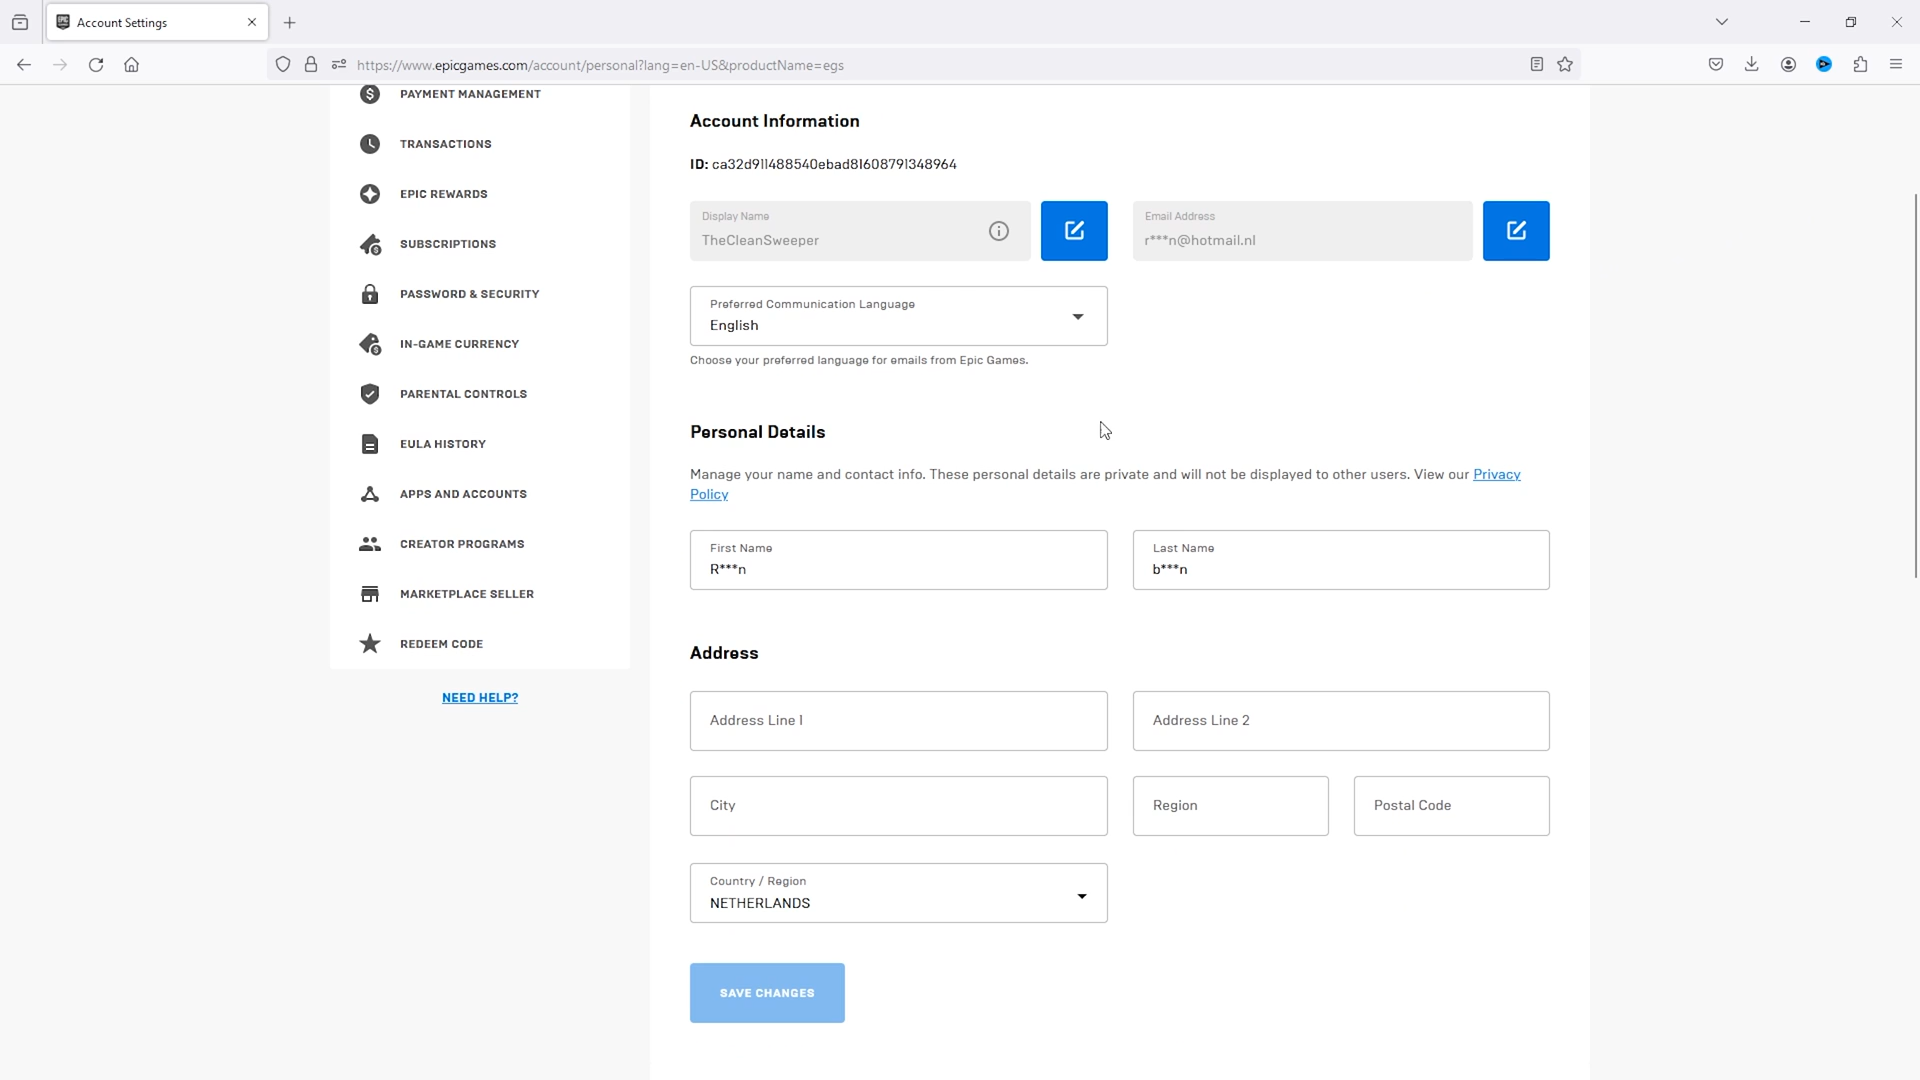 Account Settings
https://www.epicgames.com/account/personal?lang=en-US&productName=egs
PAYMENT MANAGEMENT
TRANSACTIONS
EPIC REWARDS
SUBSCRIPTIONS
PASSWORD & SECURITY
IN-GAME CURRENCY
PARENTAL CONTROLS
EULA HISTORY
APPS AND ACCOUNTS
CREATOR PROGRAMS
MARKETPLACE SELLER
REDEEM CODE
NEED HELP?
Account Information
ID: ca32d911488540ebad81608791348964
Display Name
TheCleanSweeper
Email Address
r***n@hotmail.nl
Preferred Communication Language
English
Choose your preferred language for emails from Epic Games.
Personal Details
Manage your name and contact info. These personal details are private and will not be displayed to other users. View our Privacy
Policy
First Name
R***n
Last Name
b***n
Address
Address Line 1
Address Line 2
City
Region
Postal Code
Country / Region
NETHERLANDS
SAVE CHANGES